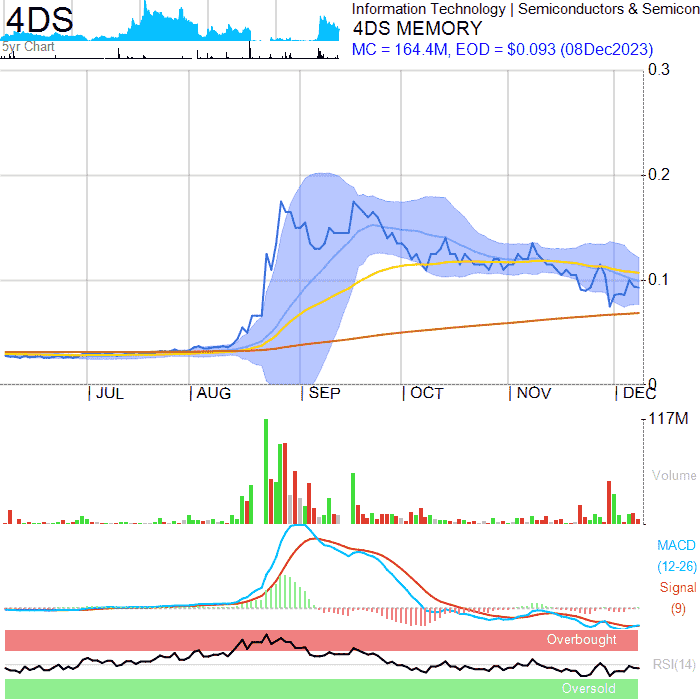 4DS
5yr Chart
Information Technology | Semiconductors & Semicon
4DS MEMORY
MC = 164.4M, EOD = $0.093 (08Dec2023)
0.3
0.2
0.1
0
JUL
AUG
SEP
OCT
NOV
DEC
117M
Volume
MACD
(12-26)
Signal
(9)
Overbought
RSI(14)
Oversold